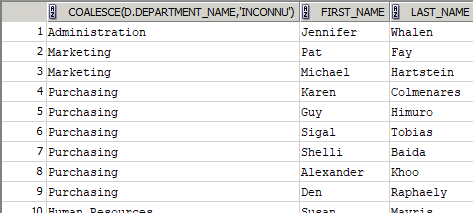 COALESCE(D.DEPARTMENT_NAME,'INCONNU') FIRST_NAME LAST_NAME
1 Administration Jennifer Whalen
2 Marketing Pat Fay
3 Marketing Michael Hartstein
4 Purchasing Karen Colmenares
5 Purchasing Guy Himuro
6 Purchasing Sigal Tobias
7 Purchasing Shelli Baida
8 Purchasing Alexander Khoo
9 Purchasing Den Raphaely
10 Human Resources Susan Mavris